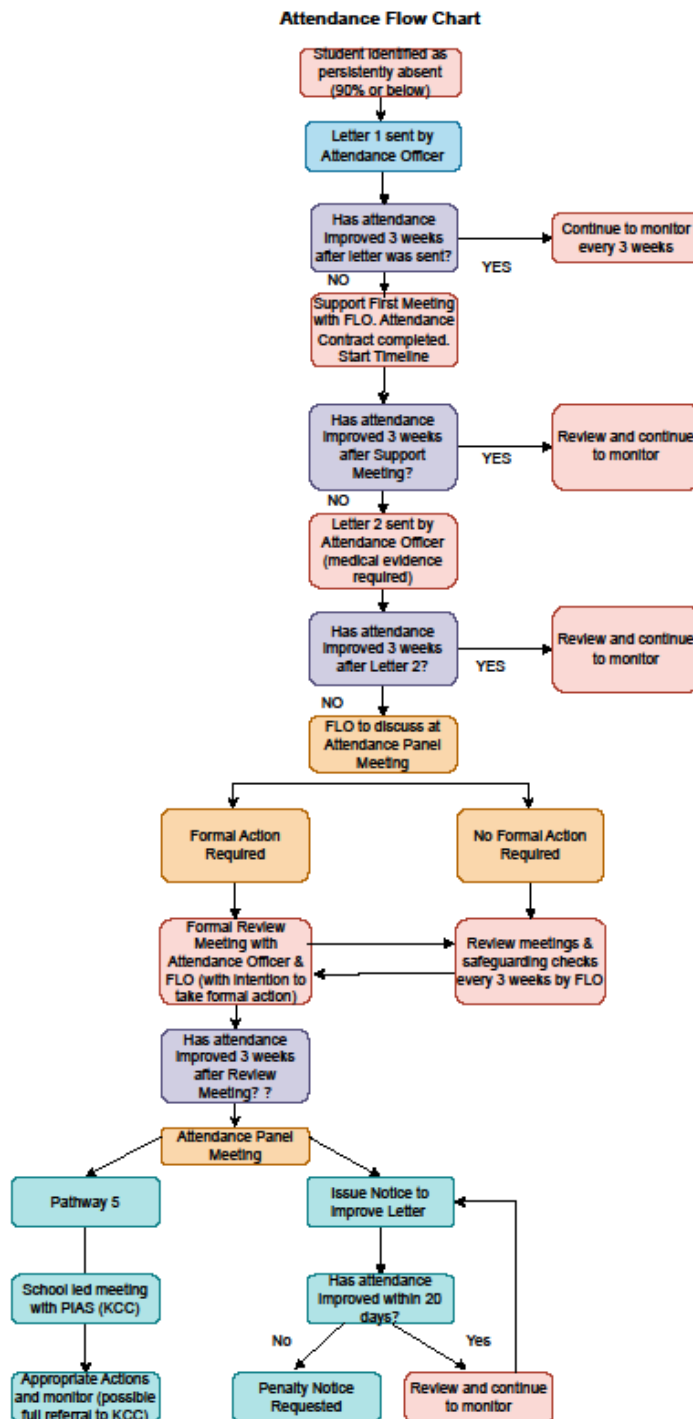 Attendance Flow Chart
Student identified as
persistently absent
(90% or below)
Letter 1 sent by
Attendance Officer
Has attendance
improved 3 weeks
after letter was sent?
YES
Continue to monitor
every 3 weeks
NO
Support First Meeting
with FLO. Attendance
Contract completed.
Start Timeline
Has attendance
improved 3 weeks
after Support
Meeting?
YES
Review and continue
to monitor
NO
Letter 2 sent by
Attendance Officer
(medical evidence
required)
Has attendance
improved 3 weeks
after Letter 2?
YES
Review and continue
to monitor
NO
FLO to discuss at
Attendance Panel
Meeting
Formal Action
Required
No Formal Action
Required
Formal Review
Meeting with
Attendance Officer &
FLO (with intention to
take formal action)
Review meetings &
safeguarding checks
every 3 weeks by FLO
Has attendance
improved 3 weeks
after Review
Meeting? ?
Attendance Panel
Meeting
Pathway 5
Issue Notice to
Improve Letter
School led meeting
with PIAS (KCC)
Has attendance
improved within 20
days?
No
Yes
Appropriate Actions
and monitor (possible
full referral to KCC)
Penalty Notice
Requested
Review and continue
to monitor